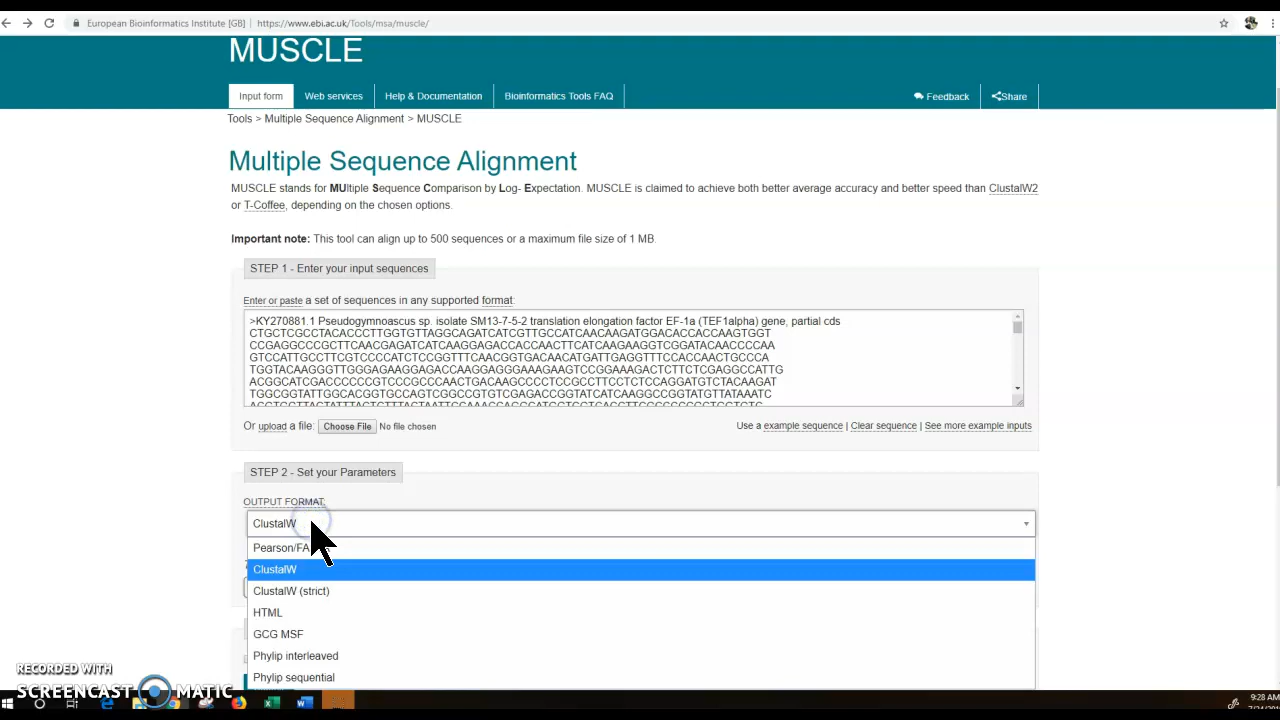 European Bioinformatics Institute [GB] | https://www.ebi.ac.uk/Tools/msa/muscle/
MUSCLE
Input form Web services Help & Documentation Bioinformatics Tools FAQ Feedback Share
Tools > Multiple Sequence Alignment > MUSCLE
Multiple Sequence Alignment
MUSCLE stands for MUltiple Sequence Comparison by Log- Expectation. MUSCLE is claimed to achieve both better average accuracy and better speed than ClustalW2
or T-Coffee, depending on the chosen options.
Important note: This tool can align up to 500 sequences or a maximum file size of 1 MB.
STEP 1 - Enter your input sequences
Enter or paste a set of sequences in any supported format:
>KY270881.1 Pseudogymnoascus sp. isolate SM13-7-5-2 translation elongation factor EF-1a (TEF1alpha) gene, partial cds
CTGCTCGCCTACACCCTTGGTGTTAGGCAGATCATCGTTGCCATCAACAAGATGGACACCACCAAGTGGT
CCGAGGCCCGCTTCAACGAGATCATCAAGGAGACCACCAACTTCATCAAGAAGGTCGGATACAACCCCAA
GTCCATTGCCTTCGTCCCCATCTCCGGTTTCAACGGTGACAACATGATTGAGGTTTCCACCAACTGCCCA
TGGTACAAGGGTTGGGAGAAGGAGACCAAGGAGGGAAAGAAGTCCGGAAAGACTCTTCTCGAGGCCATTG
ACGGCATCGACCCCCCGTCCCGCCCAACTGACAAGCCCCTCCGCCTTCCTCTCCAGGATGTCTACAAGAT
TGGCGGTATTGGCACGGTGCCAGTCGGCCGTGTCGAGACCGGTATCATCAAGGCCGGTATGTTATAAATC
Or upload a file: Choose File No file chosen Use a example sequence | Clear sequence | See more example inputs
STEP 2 - Set your Parameters
OUTPUT FORMAT:
ClustalW
Pearson/FA
ClustalW
ClustalW (strict)
HTML
GCG MSF
Phylip interleaved
Phylip sequential
RECORDED WITH
SCREENCAST MATIC
9:28 AM